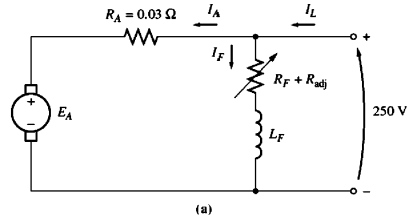 R_A = 0.03 Ω
I_A
I_L
+
I_F
R_F + R_adj
+
E_A
−
250 V
L_F
−
(a)